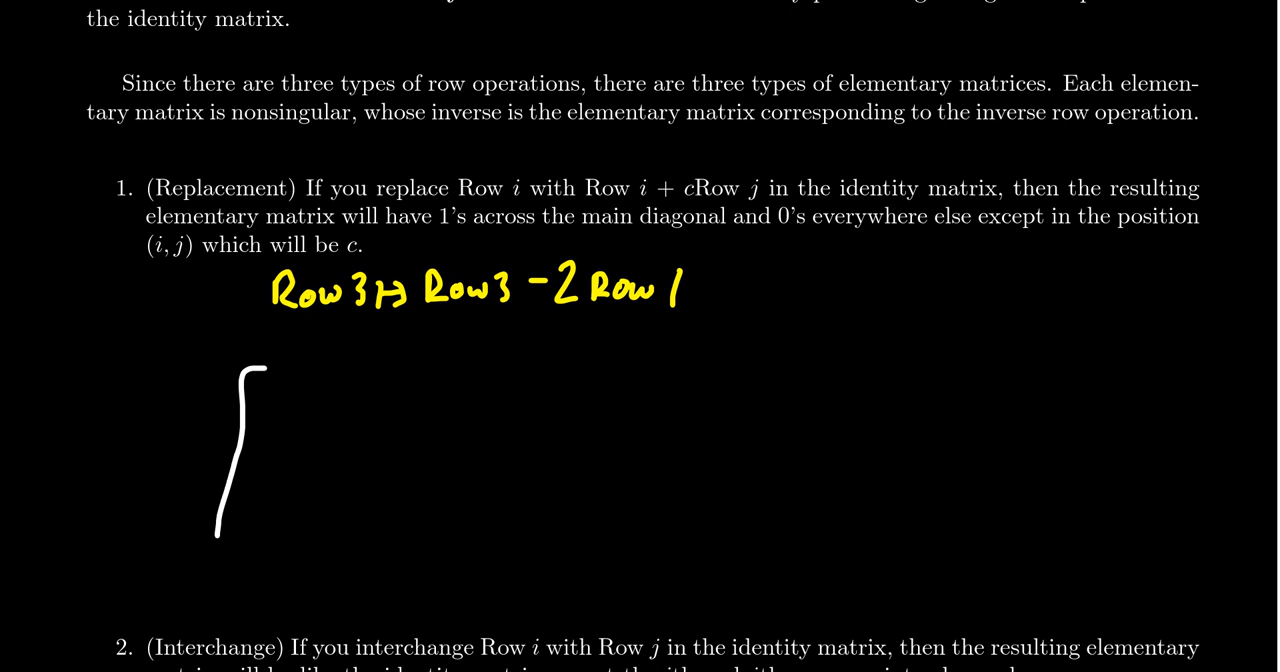 the identity matrix.
Since there are three types of row operations, there are three types of elementary matrices. Each elemen-
tary matrix is nonsingular, whose inverse is the elementary matrix corresponding to the inverse row operation.
1. (Replacement) If you replace Row i with Row i + cRow j in the identity matrix, then the resulting
elementary matrix will have 1's across the main diagonal and 0's everywhere else except in the position
(i, j) which will be c.
Row 3 ↦ Row 3 - 2 Row 1
2. (Interchange) If you interchange Row i with Row j in the identity matrix, then the resulting elementary